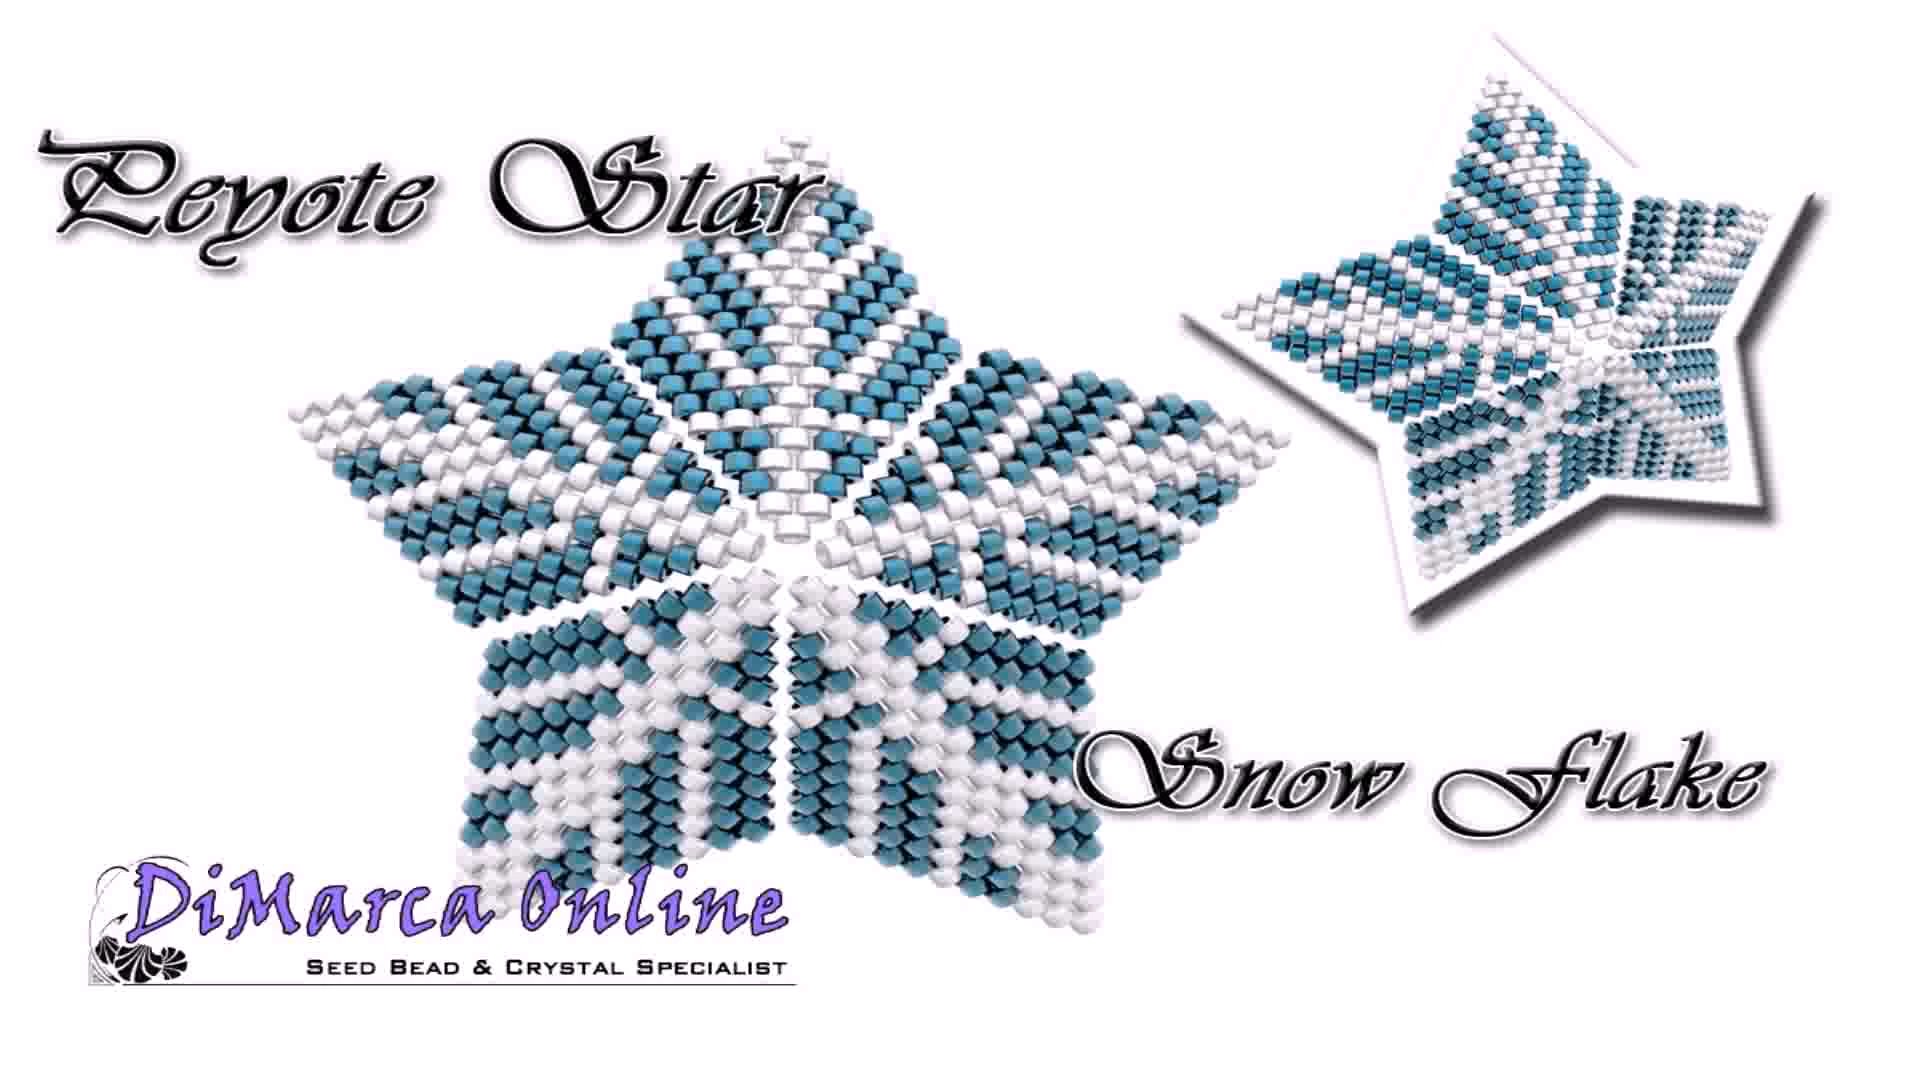 Peyote Star
Snow Flake
DiMarca Online
SEED BEAD & CRYSTAL SPECIALIST